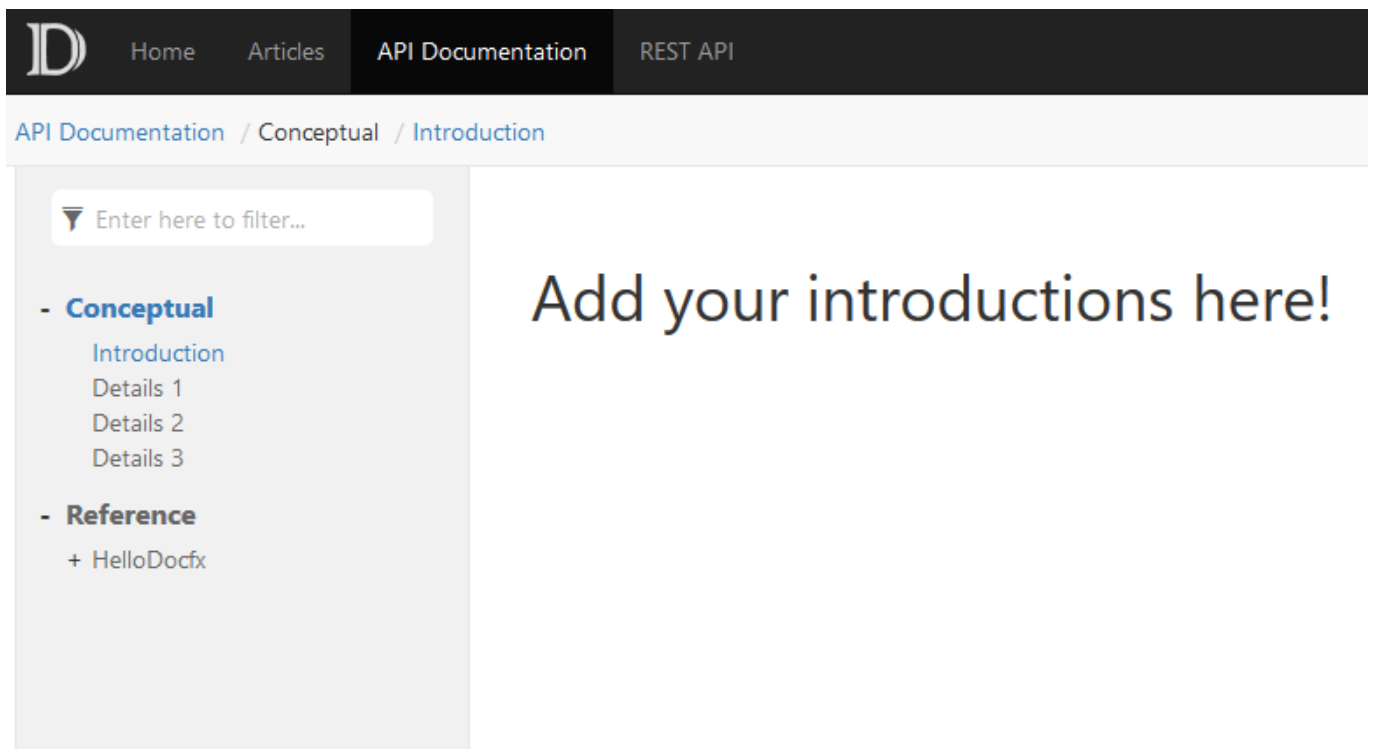 D Home Articles API Documentation REST API
API Documentation / Conceptual / Introduction
Enter here to filter...
Add your introductions here!
- Conceptual
Introduction
Details 1
Details 2
Details 3
- Reference
+ HelloDocfx